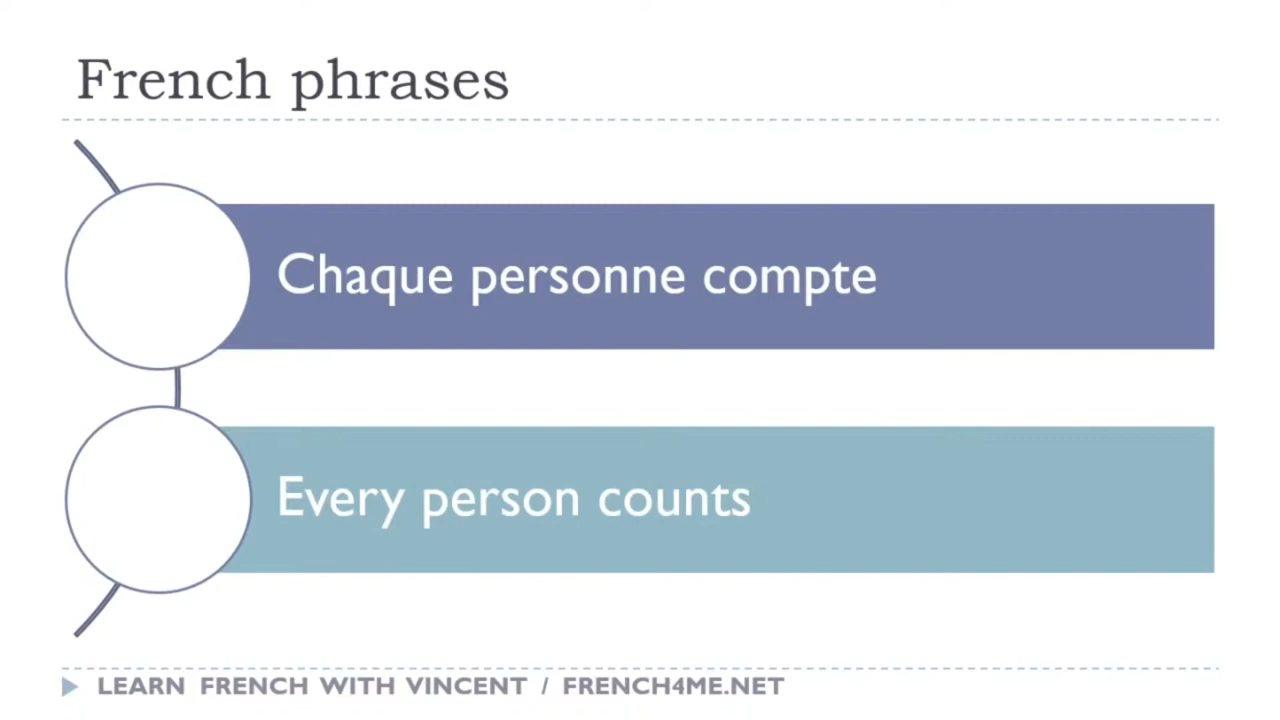 French phrases
Chaque personne compte
Every person counts
LEARN FRENCH WITH VINCENT / FRENCH4ME.NET